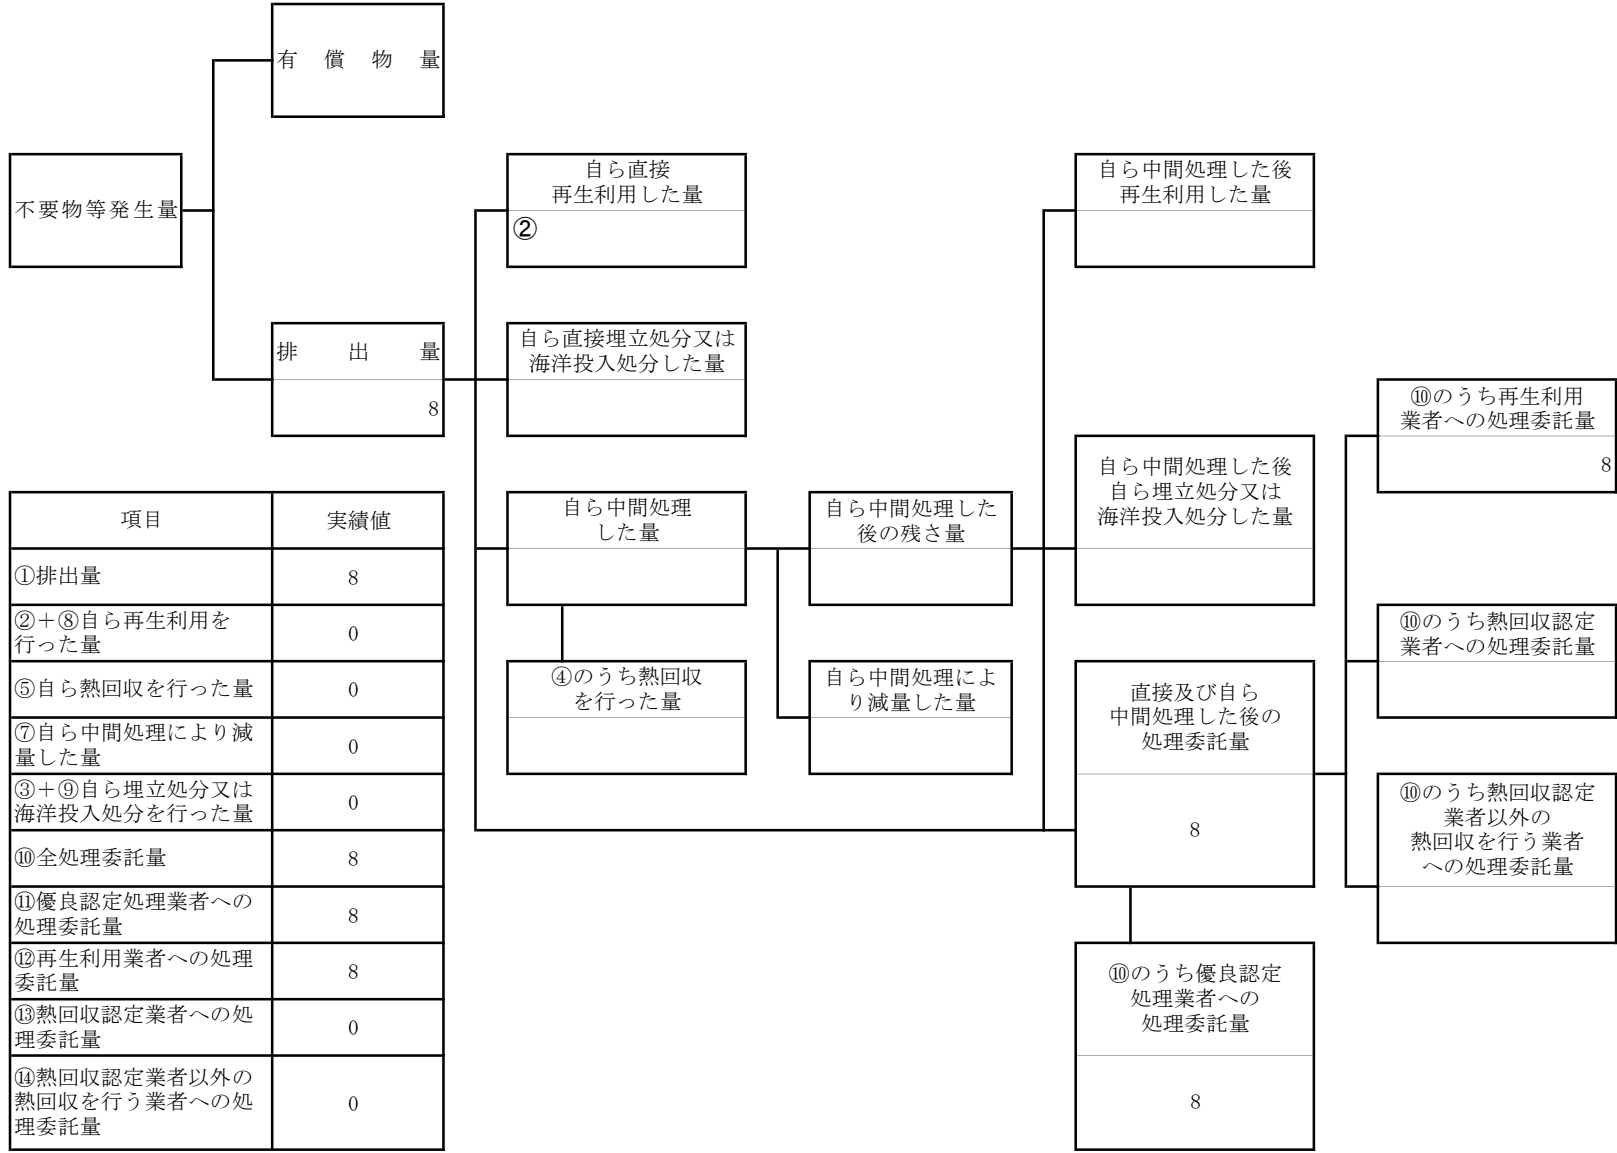 有償物量
不要物等発生量
自ら直接
再生利用した量
②
自ら中間処理した後
再生利用した量
排出量
8
自ら直接埋立処分又は
海洋投入処分した量
⑩のうち再生利用
業者への処理委託量
8
自ら中間処理
した量
自ら中間処理した
後の残さ量
自ら中間処理した後
自ら埋立処分又は
海洋投入処分した量
④のうち熱回収
を行った量
自ら中間処理によ
り減量した量
直接及び自ら
中間処理した後の
処理委託量
8
⑩のうち熱回収認定
業者への処理委託量
⑩のうち熱回収認定
業者以外の
熱回収を行う業者
への処理委託量
⑩のうち優良認定
処理業者への
処理委託量
8
項目 実績値
①排出量 8
②＋⑧自ら再生利用を
行った量 0
⑤自ら熱回収を行った量 0
⑦自ら中間処理により減
量した量 0
③＋⑨自ら埋立処分又は
海洋投入処分を行った量 0
⑩全処理委託量 8
⑪優良認定処理業者への
処理委託量 8
⑫再生利用業者への処理
委託量 8
⑬熱回収認定業者への処
理委託量 0
⑭熱回収認定業者以外の
熱回収を行う業者への処
理委託量 0